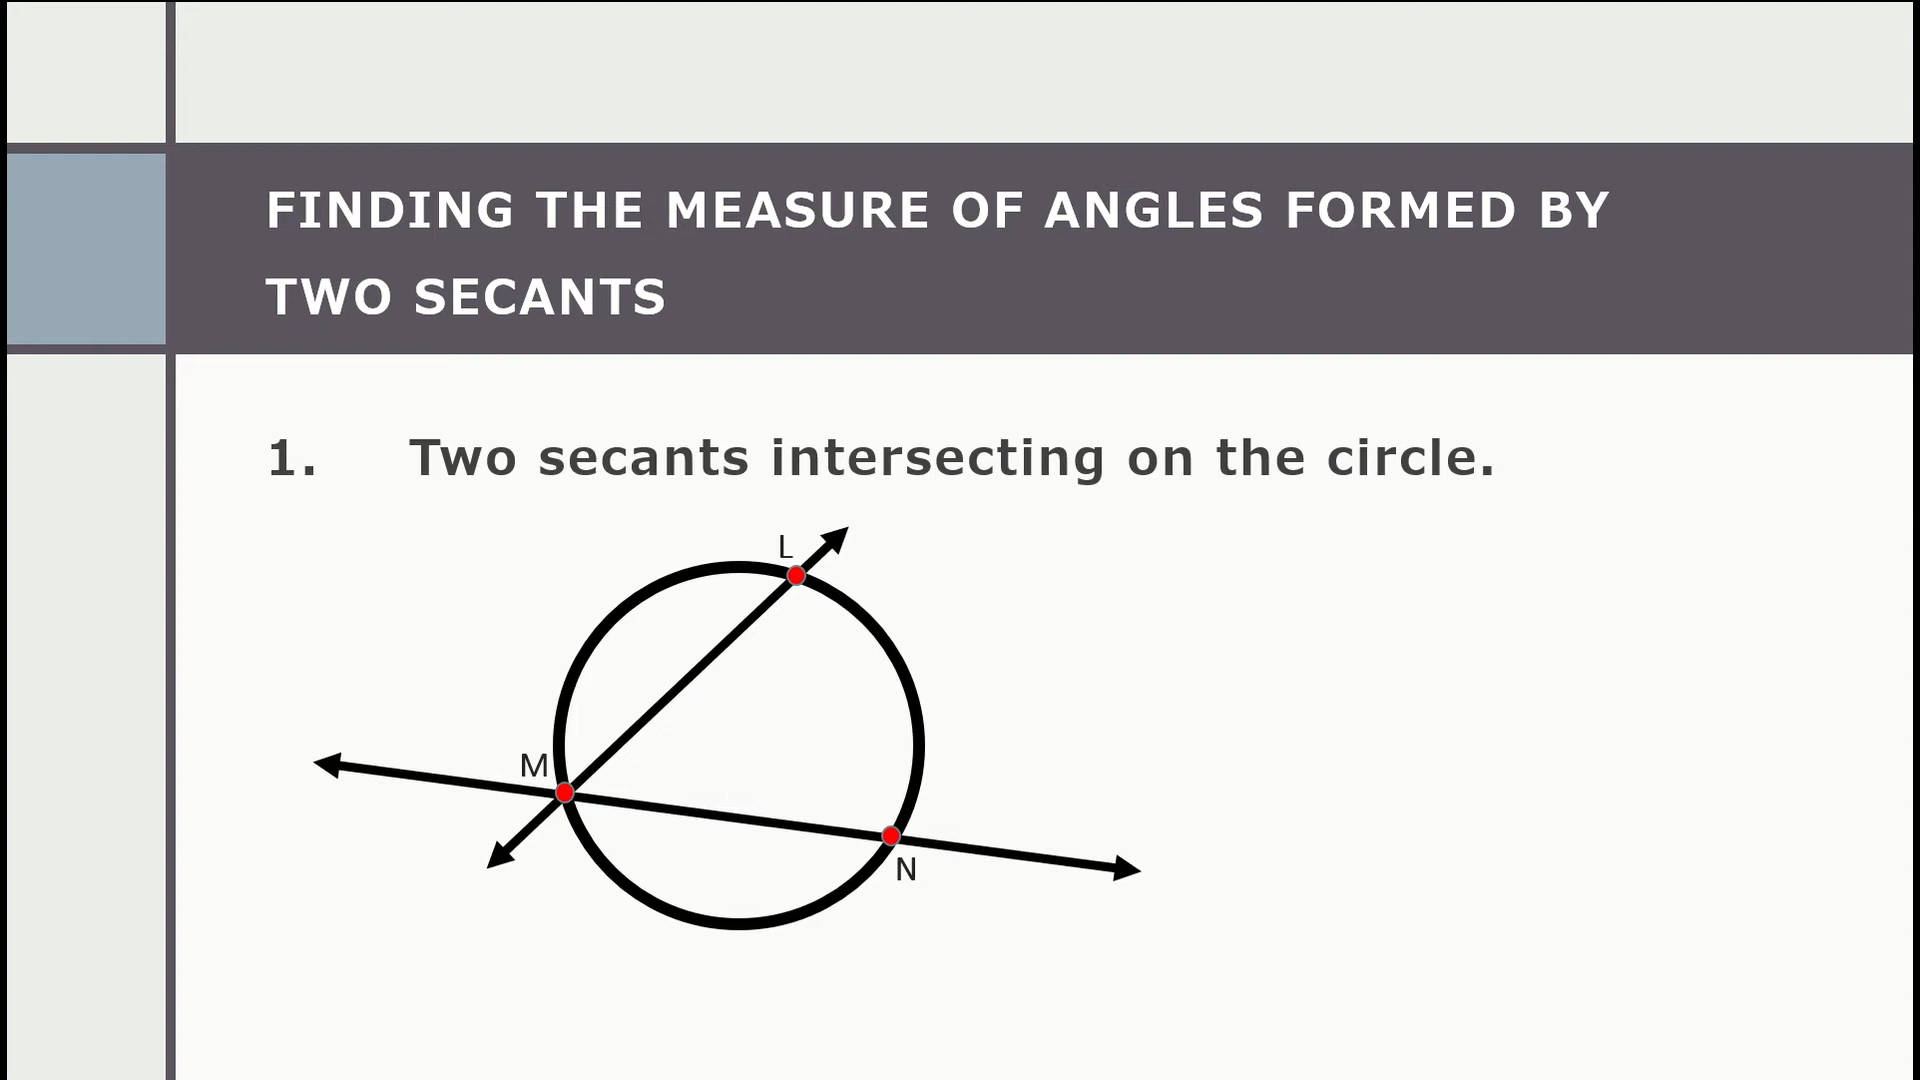 FINDING THE MEASURE OF ANGLES FORMED BY
TWO SECANTS
1. Two secants intersecting on the circle.
L
M
N